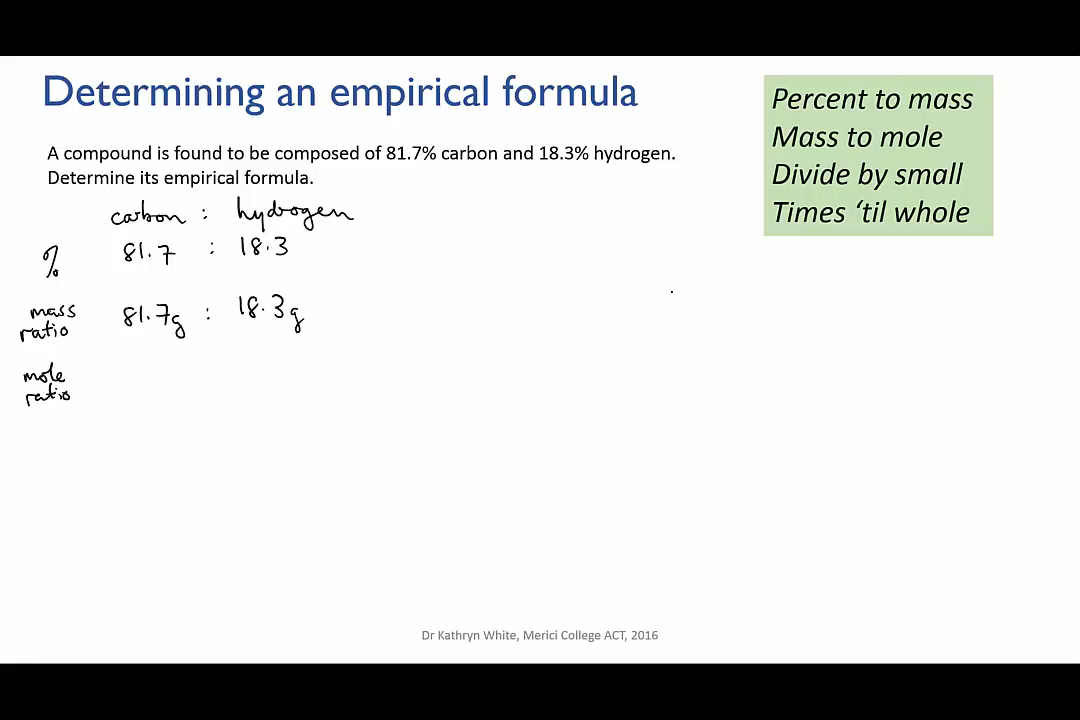 Determining an empirical formula
A compound is found to be composed of 81.7% carbon and 18.3% hydrogen.
Determine its empirical formula.
Percent to mass
Mass to mole
Divide by small
Times ‘til whole
carbon : hydrogen
% 81.7 : 18.3
mass ratio 81.7g : 18.3g
mole
ratio
Dr Kathryn White, Merici College ACT, 2016